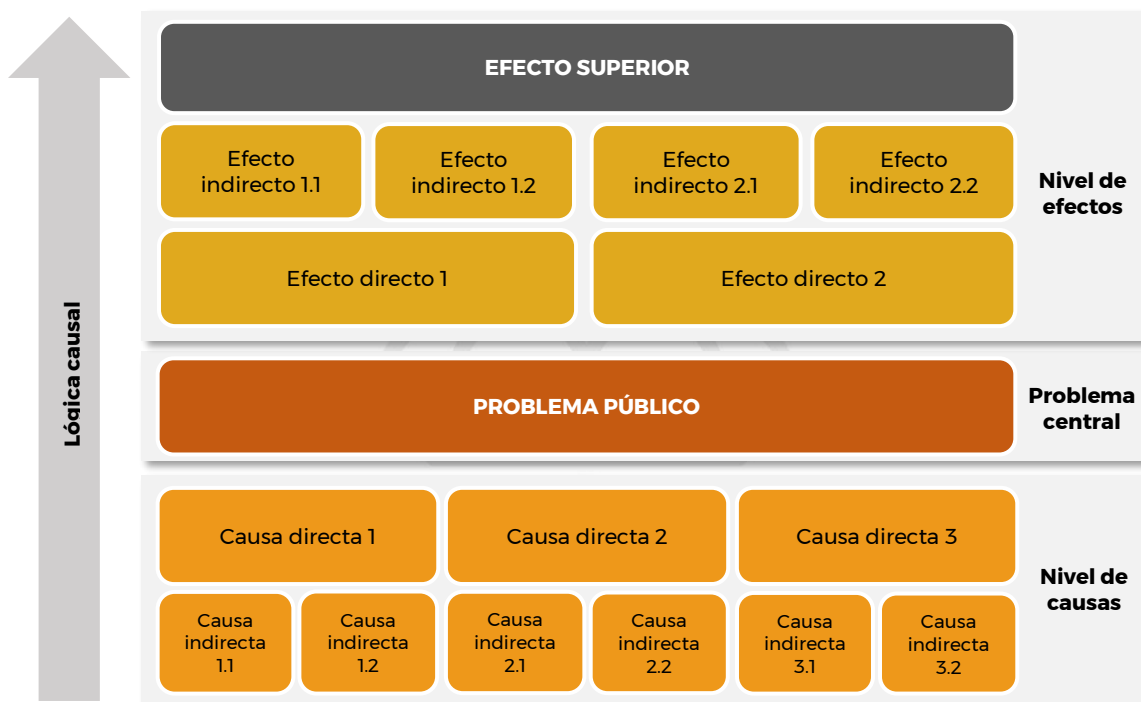 EFECTO SUPERIOR
Efecto
indirecto 1.1
Efecto
indirecto 1.2
Efecto
indirecto 2.1
Efecto
indirecto 2.2
Nivel de
efectos
Efecto directo 1
Efecto directo 2
Lógica causal
PROBLEMA PÚBLICO
Problema
central
Causa directa 1
Causa directa 2
Causa directa 3
Nivel de
causas
Causa
indirecta
1.1
Causa
indirecta
1.2
Causa
indirecta
2.1
Causa
indirecta
2.2
Causa
indirecta
3.1
Causa
indirecta
3.2